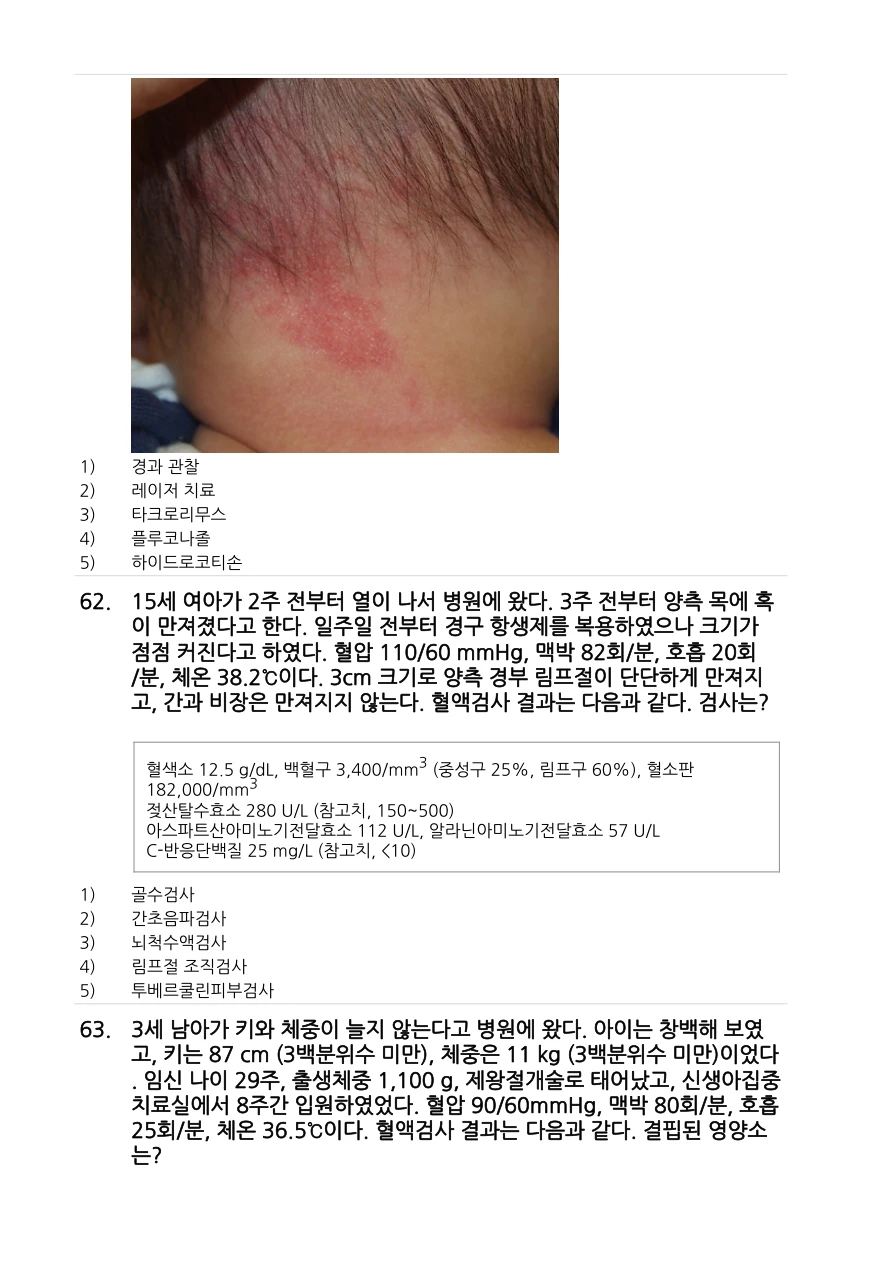 1) 경과 관찰
2) 레이저 치료
3) 타크로리무스
4) 플루코나졸
5) 하이드로코티손
62. 15세 여아가 2주 전부터 열이 나서 병원에 왔다. 3주 전부터 양측 목에 혹
이 만져졌다고 한다. 일주일 전부터 경구 항생제를 복용하였으나 크기가
점점 커진다고 하였다. 혈압 110/60 mmHg, 맥박 82회/분, 호흡 20회
/분, 체온 38.2℃이다. 3cm 크기로 양측 경부 림프절이 단단하게 만져지
고, 간과 비장은 만져지지 않는다. 혈액검사 결과는 다음과 같다. 검사는?
혈색소 12.5 g/dL, 백혈구 3,400/mm³ (중성구 25%, 림프구 60%), 혈소판
182,000/mm³
젖산탈수효소 280 U/L (참고치, 150~500)
아스파트산아미노기전달효소 112 U/L, 알라닌아미노기전달효소 57 U/L
C-반응단백질 25 mg/L (참고치, <10)
1) 골수검사
2) 간초음파검사
3) 뇌척수액검사
4) 림프절 조직검사
5) 투베르쿨린피부검사
63. 3세 남아가 키와 체중이 늘지 않는다고 병원에 왔다. 아이는 창백해 보였
고, 키는 87 cm (3백분위수 미만), 체중은 11 kg (3백분위수 미만)이었다
. 임신 나이 29주, 출생체중 1,100 g, 제왕절개술로 태어났고, 신생아집중
치료실에서 8주간 입원하였었다. 혈압 90/60mmHg, 맥박 80회/분, 호흡
25회/분, 체온 36.5℃이다. 혈액검사 결과는 다음과 같다. 결핍된 영양소
는?